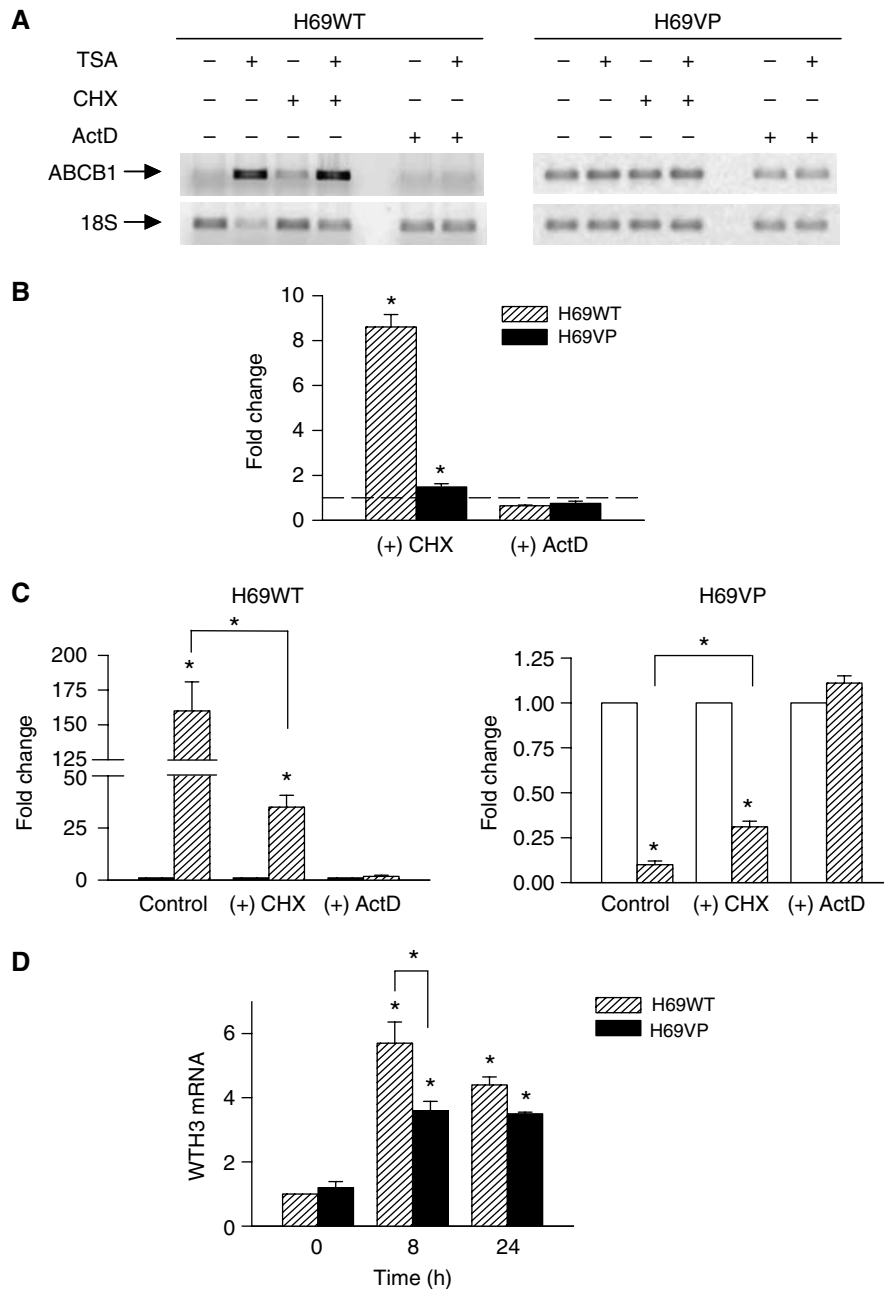 A
H69WT H69VP
TSA – + – + – + – + – + – +
CHX – – + + – – – – + + – –
ActD – – – – + + – – – – + +
ABCB1
18S
B
10
8
6
4
2
0
Fold change
* *
H69WT
H69VP
(+) CHX (+) ActD
C
H69WT
200
175
150
125
50
25
0
Fold change
*
* *
Control (+) CHX (+) ActD
H69VP
1.25
1.00
0.75
0.50
0.25
0.00
Fold change
*
* *
Control (+) CHX (+) ActD
D
6
4
2
0
WTH3 mRNA
*
* * * *
H69WT
H69VP
0 8 24
Time (h)